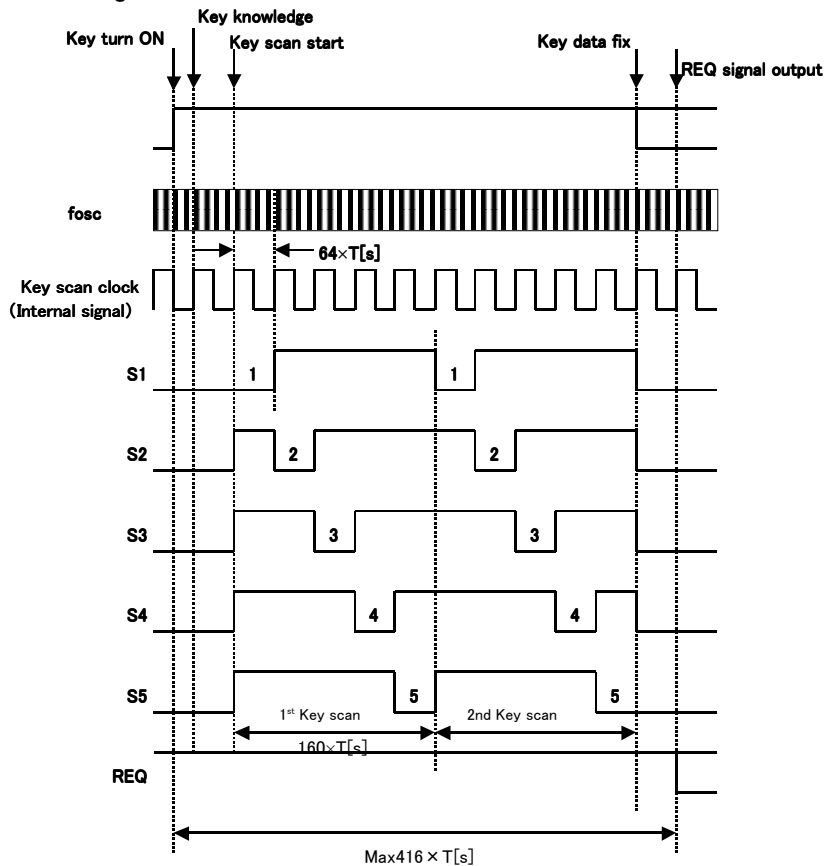 Key knowledge
Key turn ON
Key scan start
Key data fix
REQ signal output
fosc
64×T[s]
Key scan clock
(Internal signal)
S1
1
1
S2
2
2
S3
3
3
S4
4
4
S5
5
5
1st Key scan
2nd Key scan
160×T[s]
REQ
Max416×T[s]